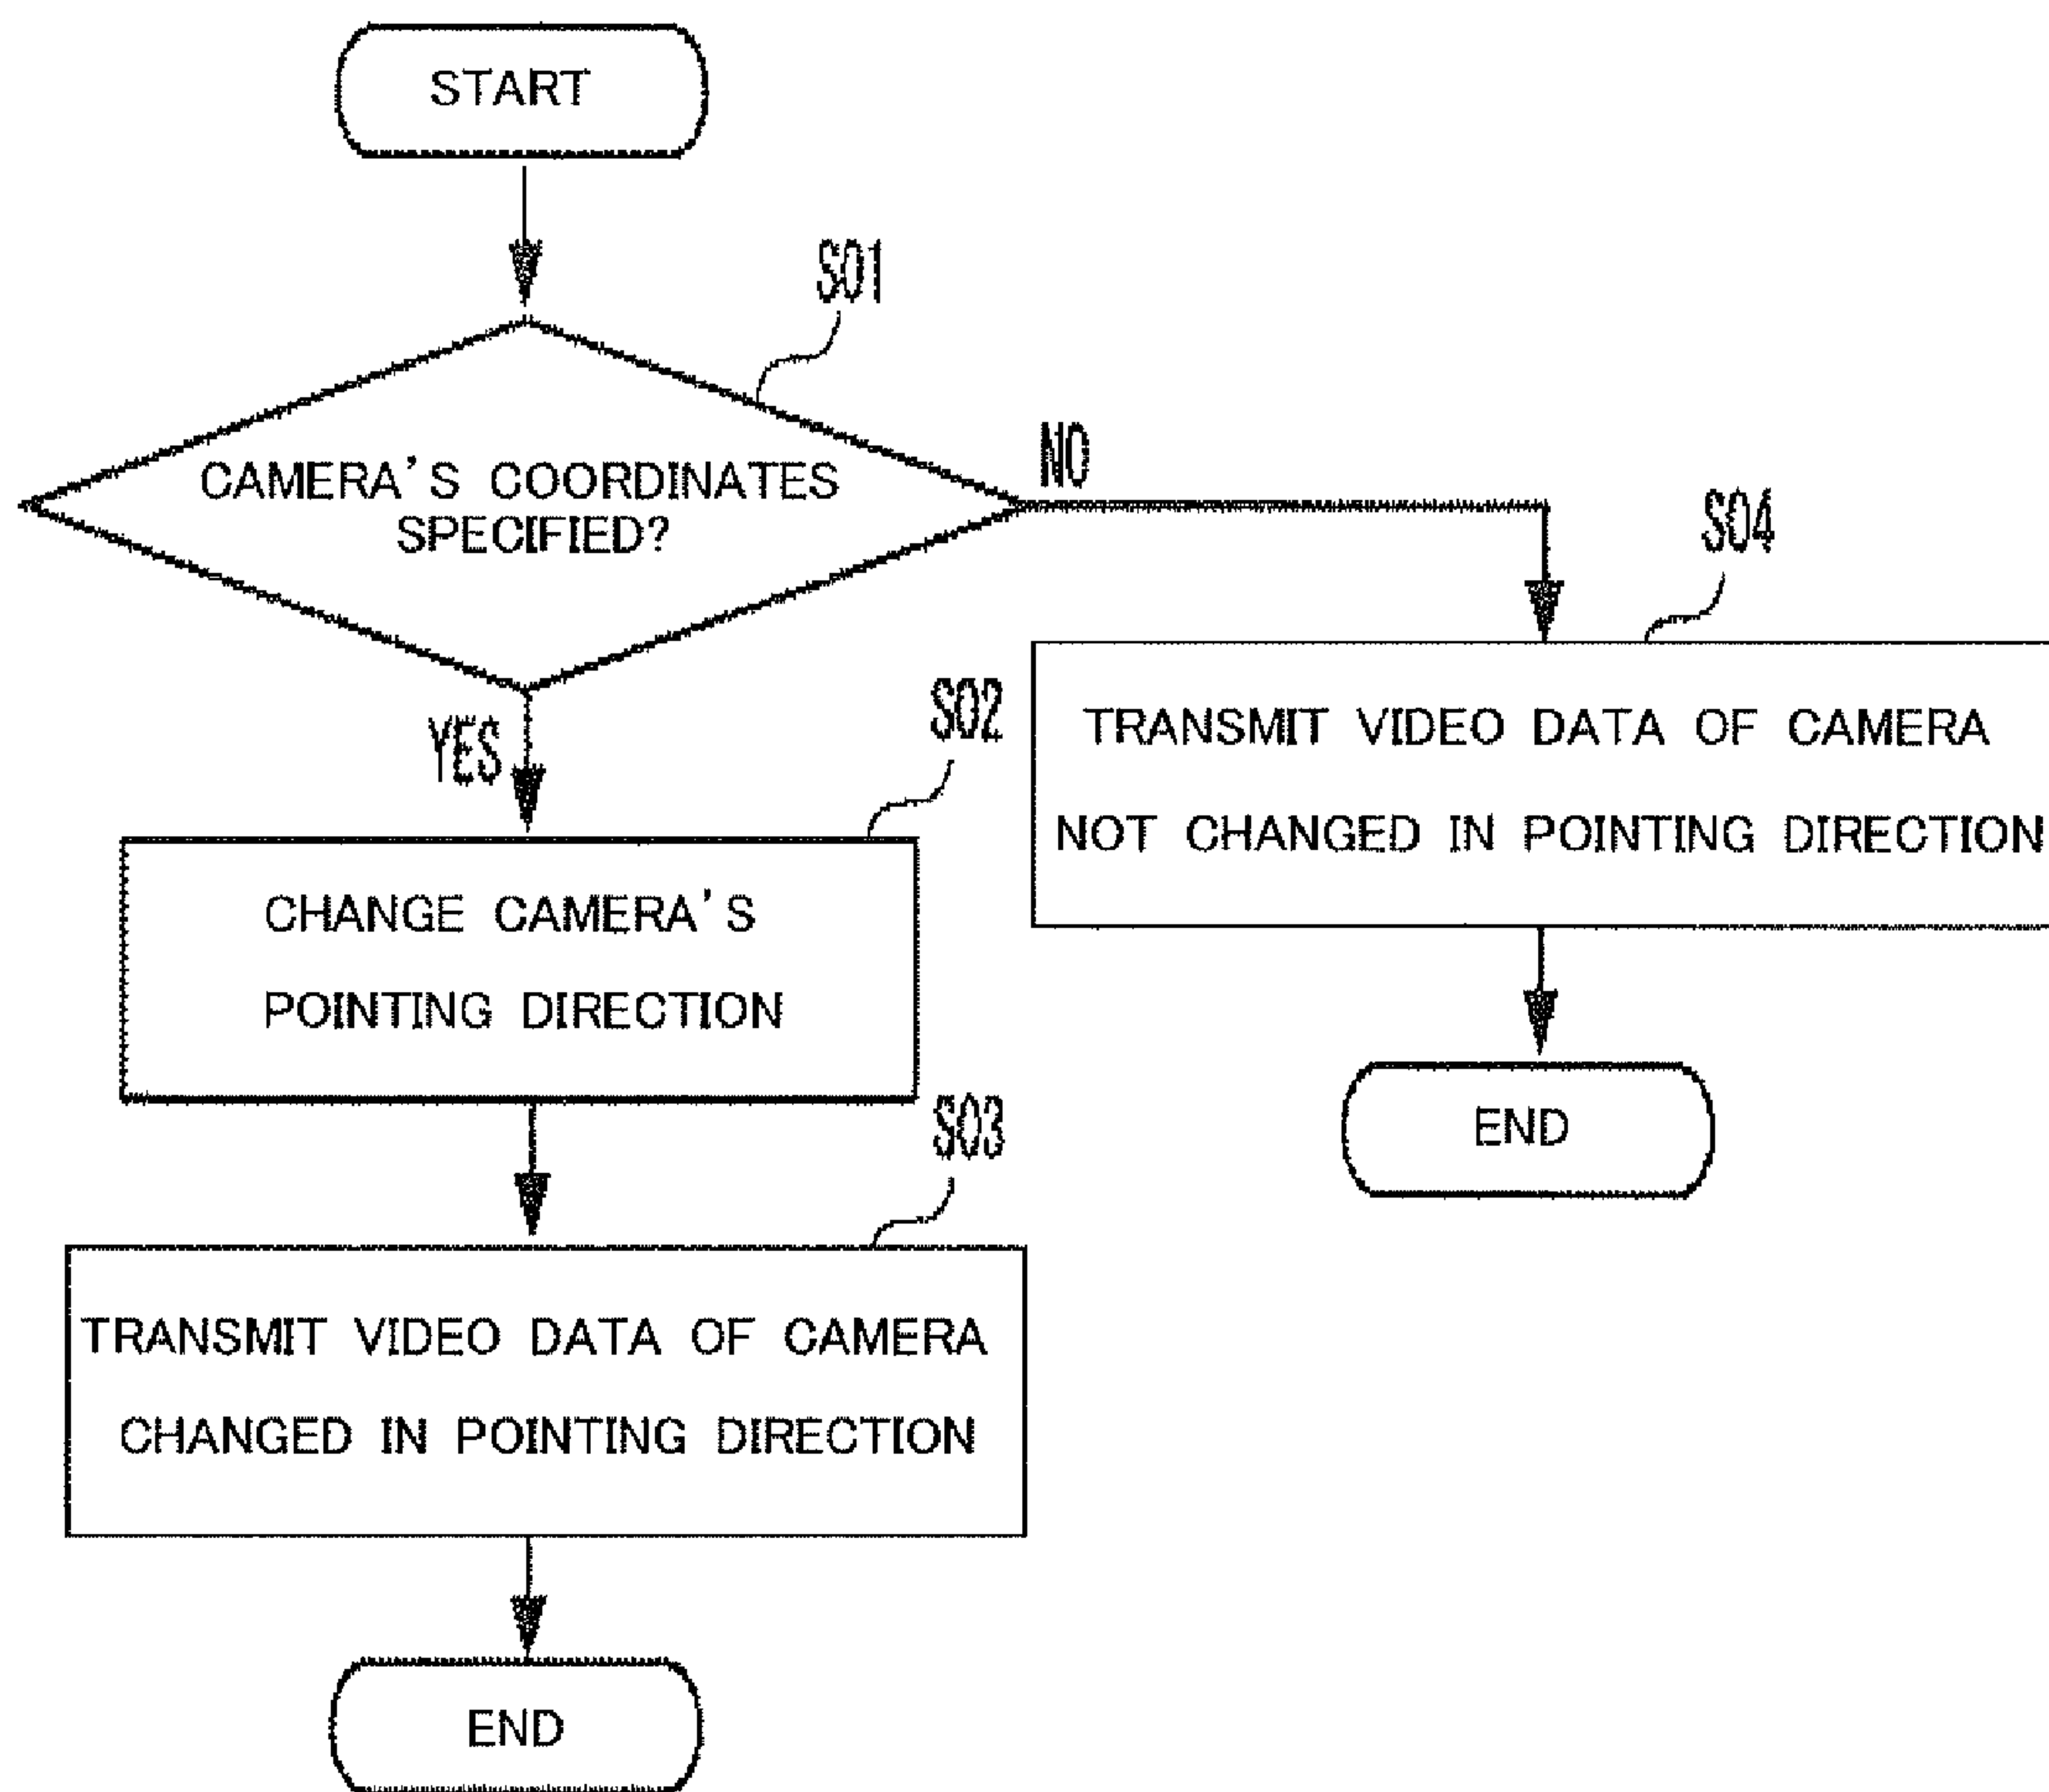 START
S01
CAMERA'S COORDINATES
SPECIFIED?
NO
YES
S02
CHANGE CAMERA'S
POINTING DIRECTION
S03
TRANSMIT VIDEO DATA OF CAMERA
CHANGED IN POINTING DIRECTION
END
S04
TRANSMIT VIDEO DATA OF CAMERA
NOT CHANGED IN POINTING DIRECTION
END